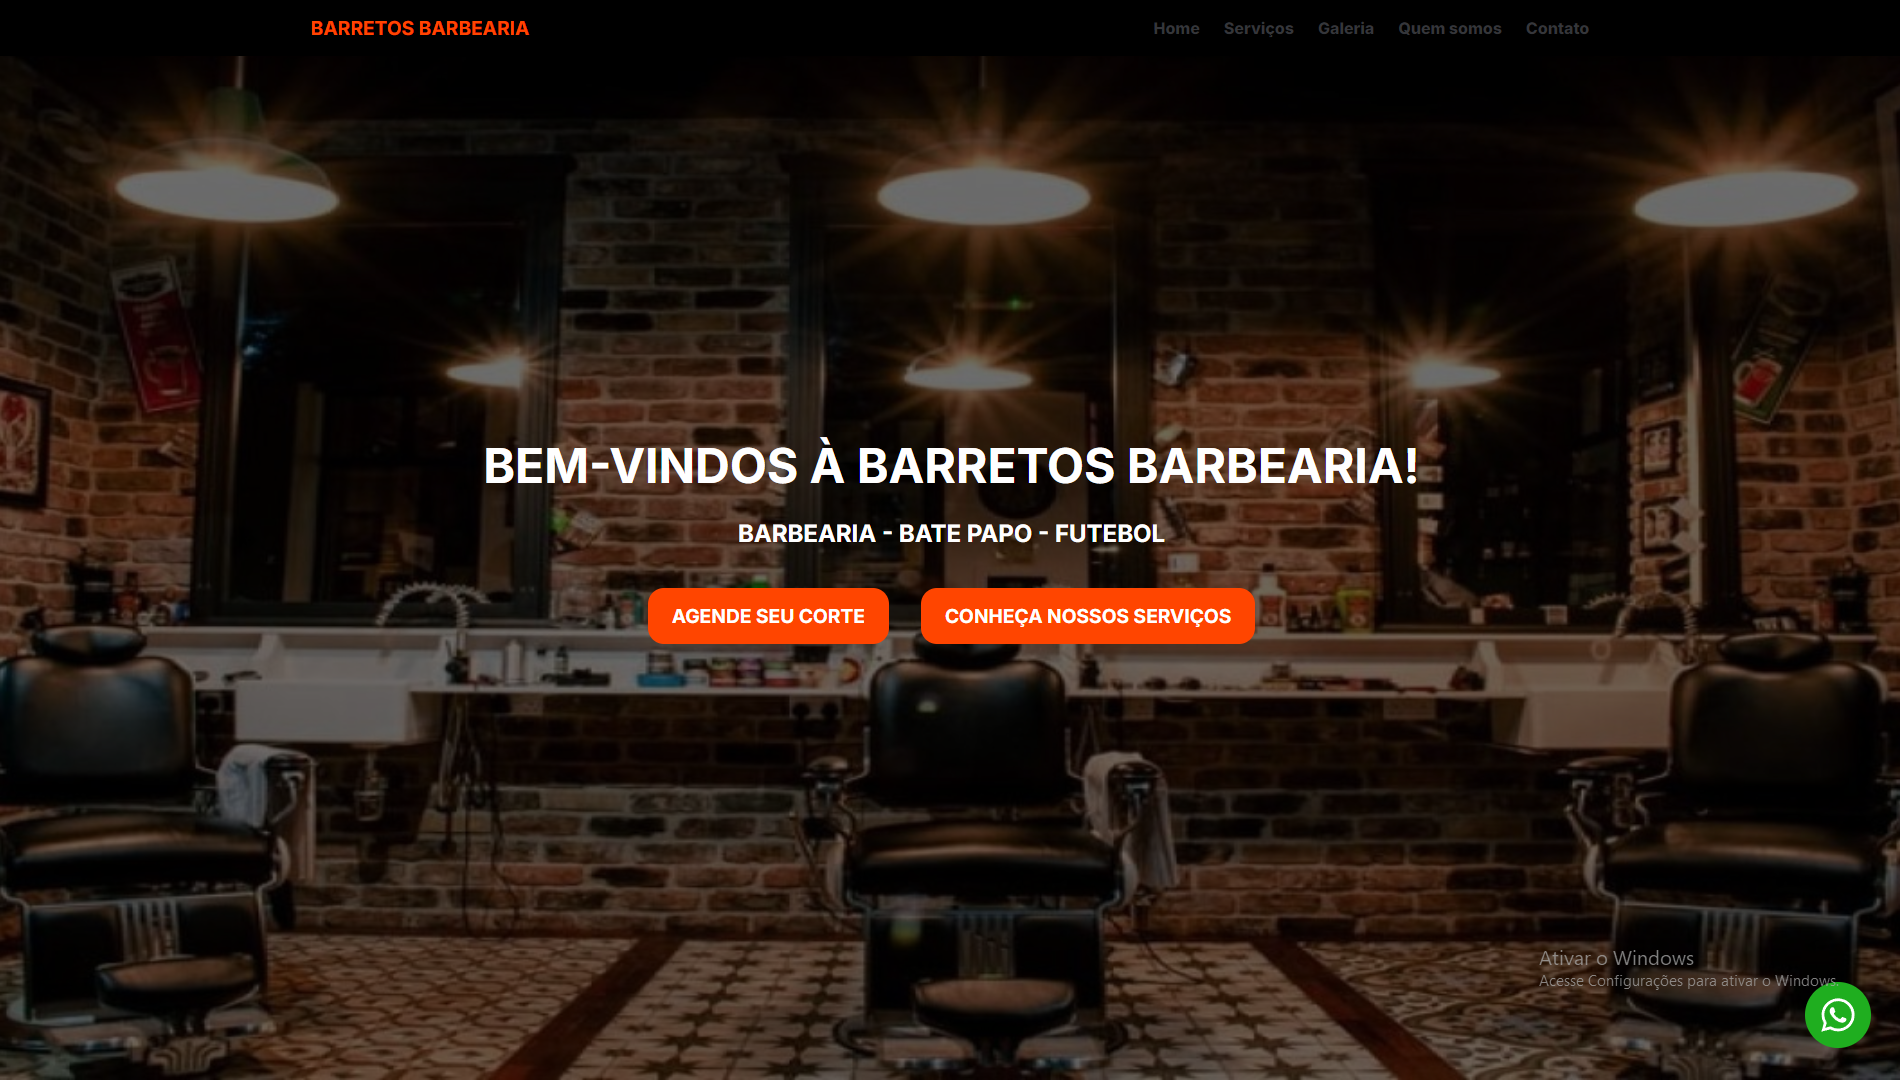 BARRETOS BARBEARIA
Home Serviços Galeria Quem somos Contato
BEM-VINDOS À BARRETOS BARBEARIA!
BARBEARIA - BATE PAPO - FUTEBOL
AGENDE SEU CORTE
CONHEÇA NOSSOS SERVIÇOS
Ativar o Windows
Acesse Configurações para ativar o Windows.